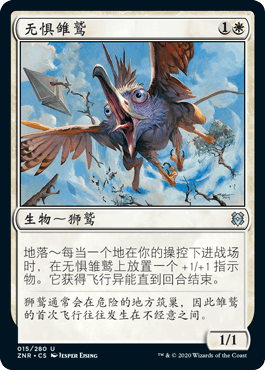 无惧雏鹫
1
生物～狮鹫
地落～每当一个地在你的操控下进战场
时，在无惧雏鹫上放置一个 +1/+1 指示
物。它获得飞行异能直到回合结束。
狮鹫通常会在危险的地方筑巢，因此雏鹫
的首次飞行往往发生在不经意之间。
1/1
015/280 U
ZNR • CS JESPER EJSING
™ & © 2020 Wizards of the Coast